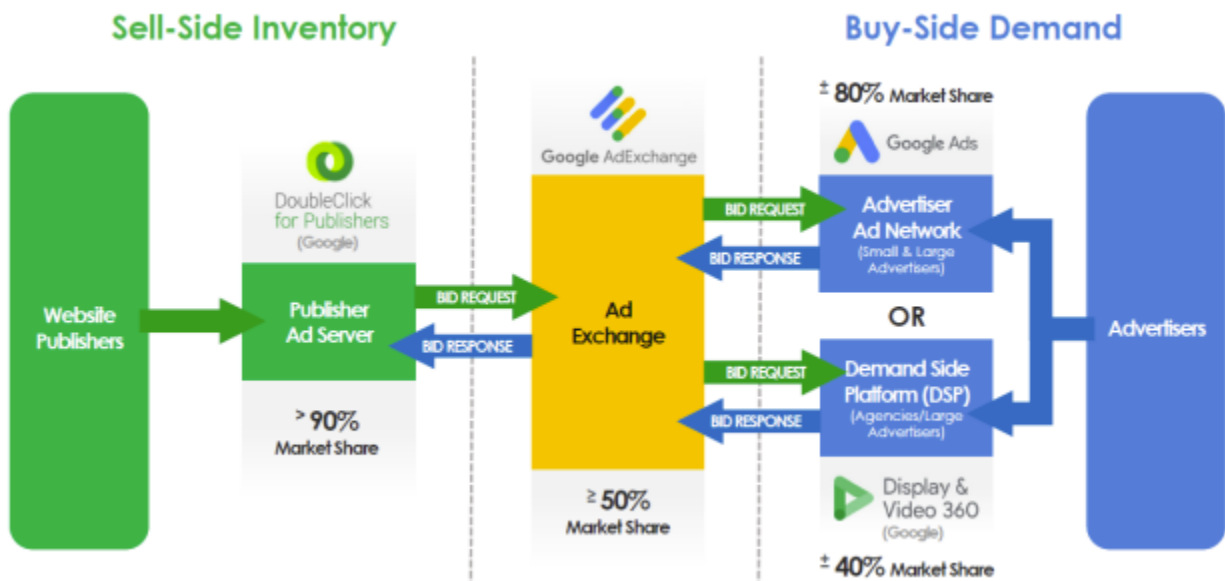 Sell-Side Inventory
Buy-Side Demand
Website
Publishers
DoubleClick
for Publishers
(Google)
Publisher
Ad Server
> 90%
Market Share
BID REQUEST
BID RESPONSE
Google AdExchange
Ad
Exchange
≥ 50%
Market Share
BID REQUEST
BID RESPONSE
BID REQUEST
BID RESPONSE
± 80% Market Share
Google Ads
Advertiser
Ad Network
(Small & Large
Advertisers)
OR
Demand Side
Platform (DSP)
(Agencies/Large
Advertisers)
Display &
Video 360
(Google)
± 40% Market Share
Advertisers